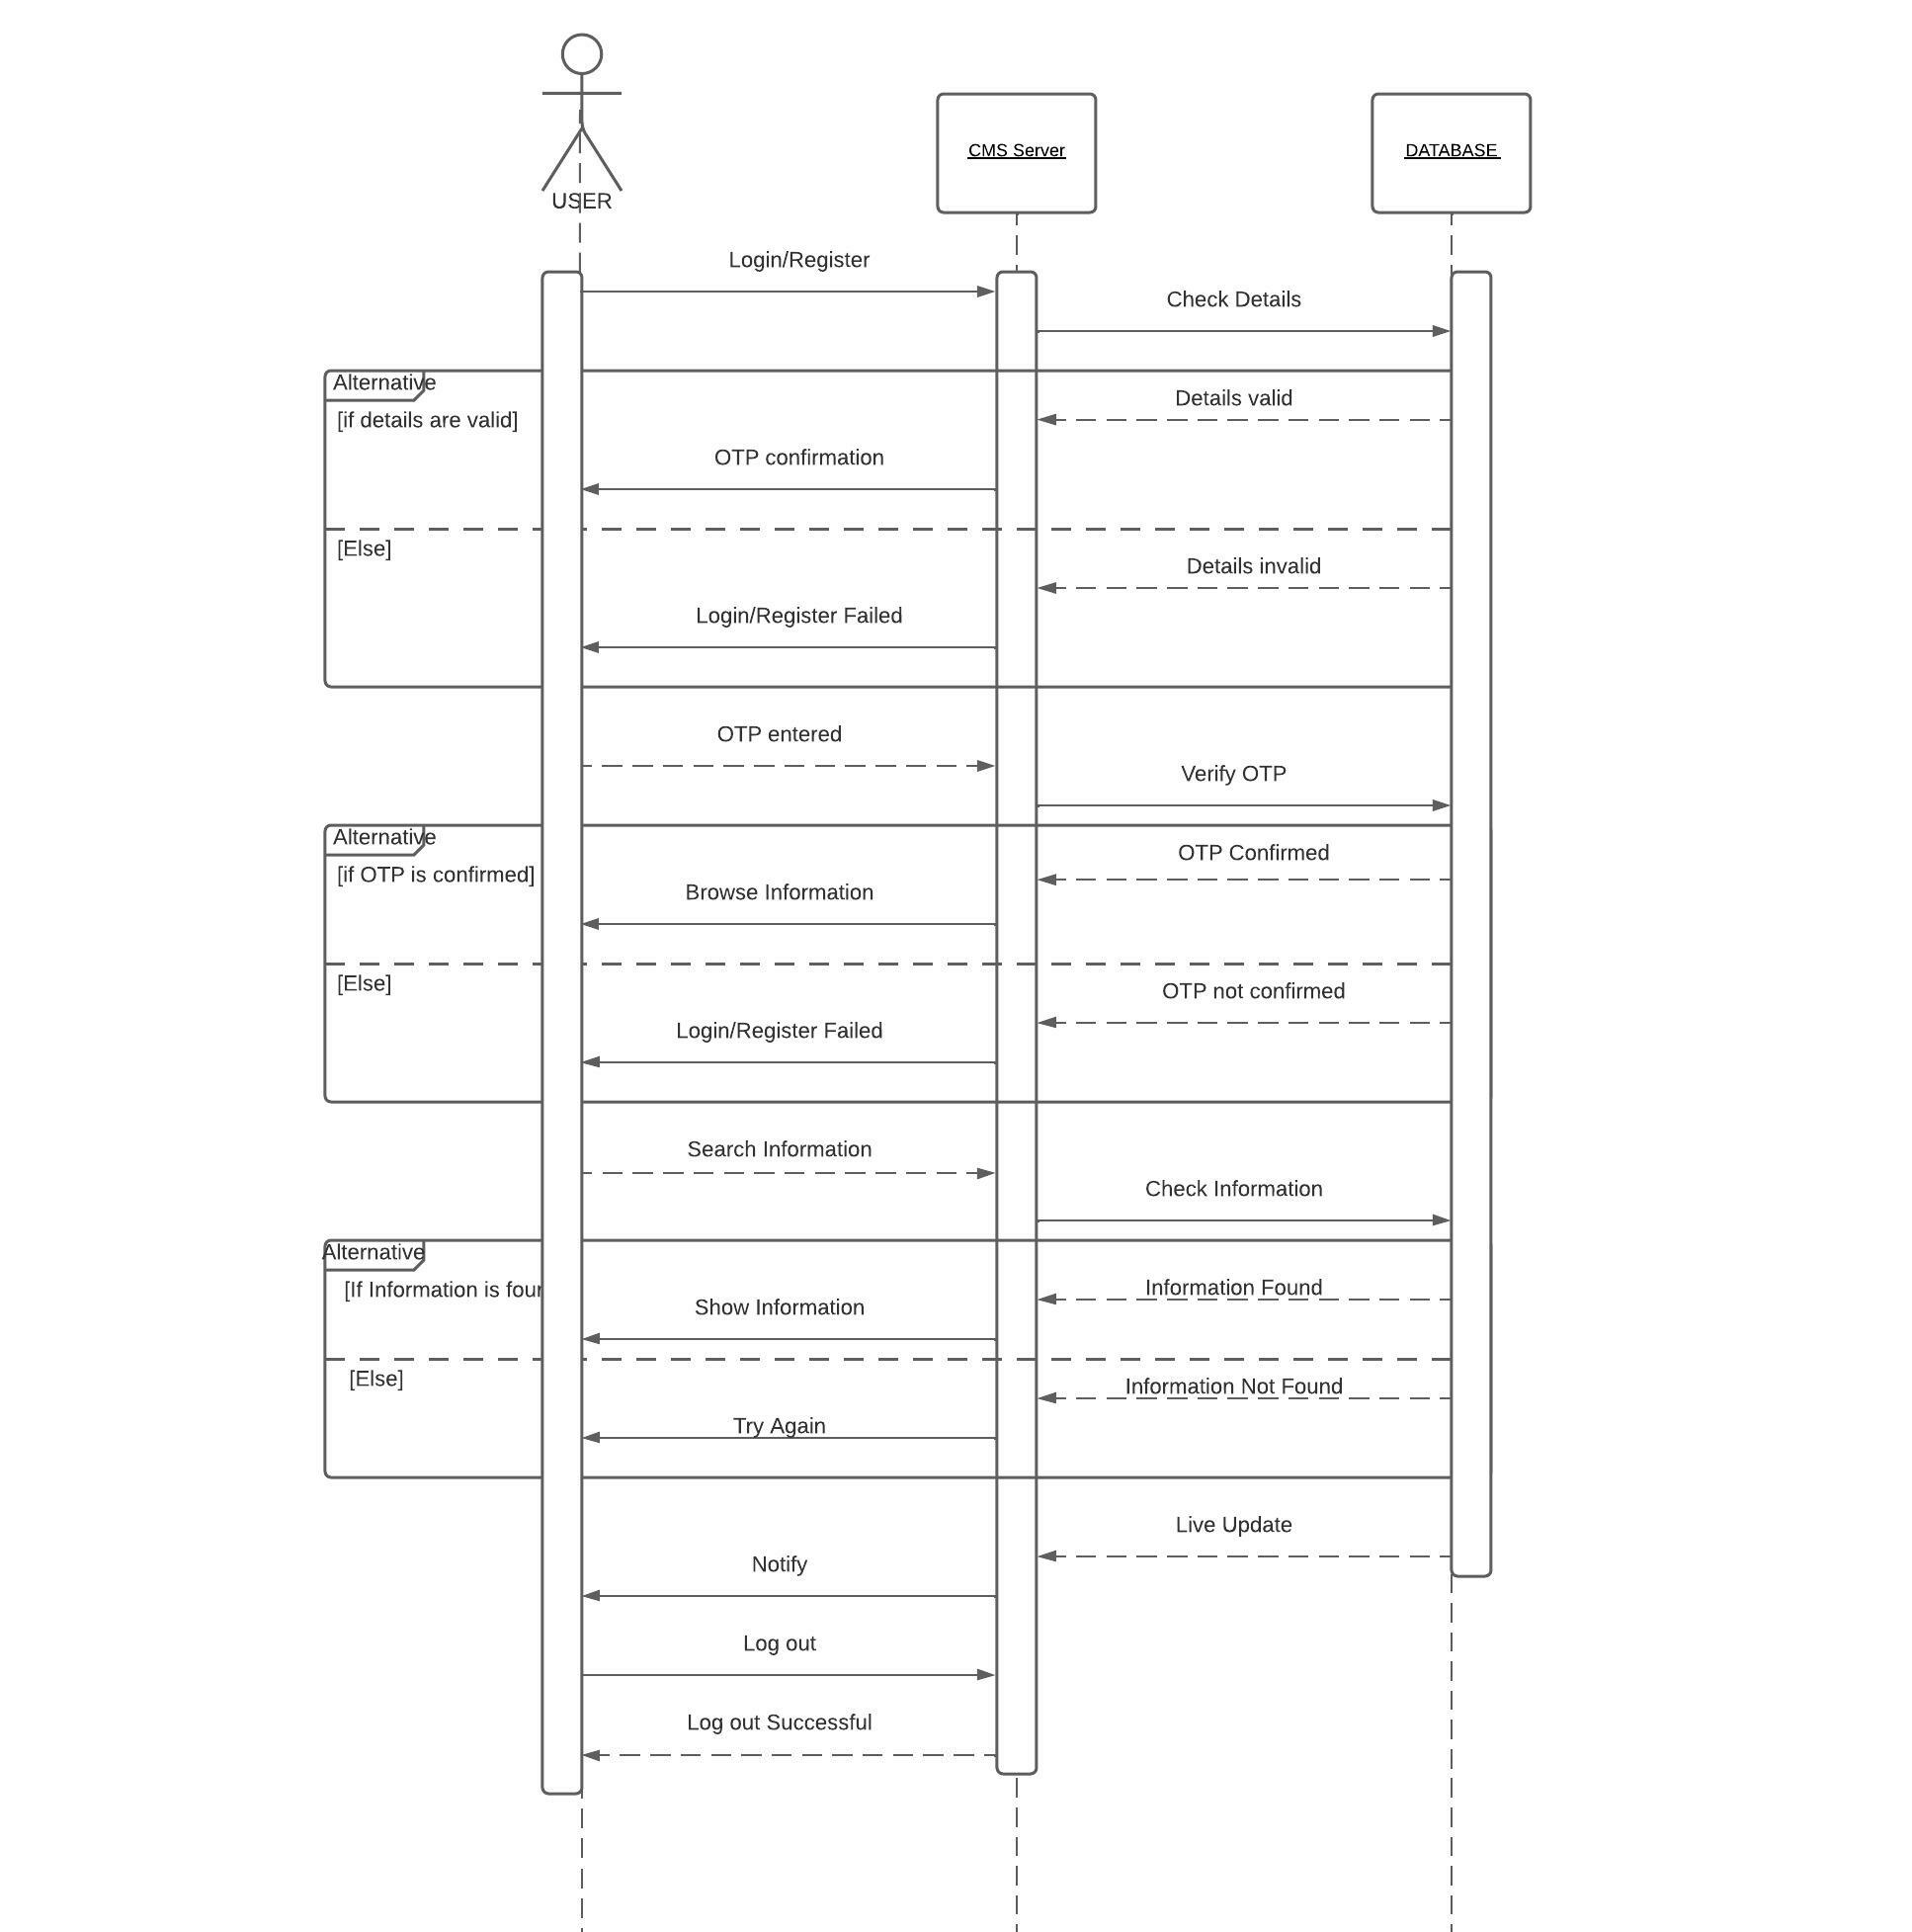 USER
CMS Server
DATABASE
Login/Register
Check Details
Alternative
Details valid
[if details are valid]
OTP confirmation
[Else]
Details invalid
Login/Register Failed
OTP entered
Verify OTP
Alternative
OTP Confirmed
[if OTP is confirmed]
Browse Information
[Else]
OTP not confirmed
Login/Register Failed
Search Information
Check Information
Alternative
Information Found
[If Information is
Show Information
[Else]
Information Not Found
Try Again
Live Update
Notify
Log out
Log out Successful